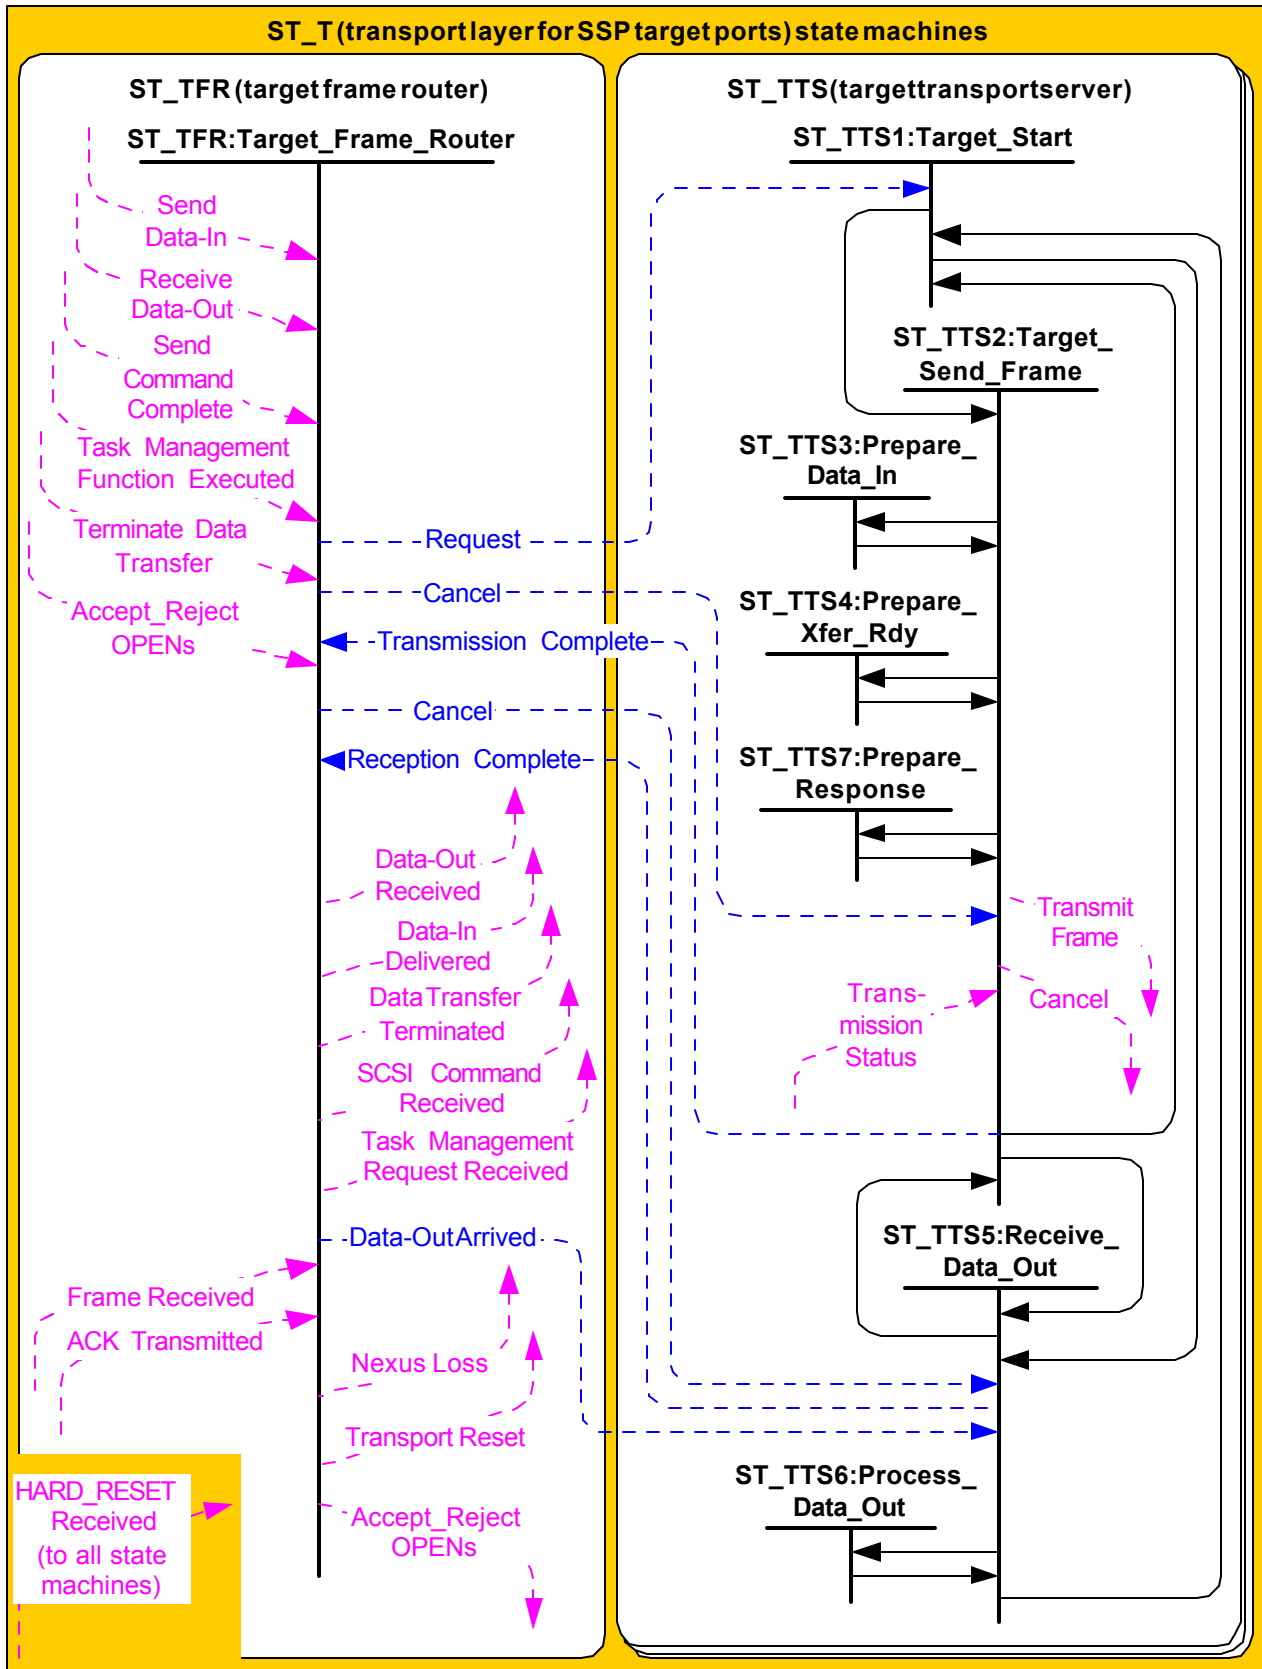 ST_T (transport layer for SSP target ports) state machines
ST_TFR (target frame router)
ST_TFR:Target_Frame_Router
Send
Data-In
Receive
Data-Out
Send
Command
Complete
Task Management
Function Executed
Terminate Data
Transfer
Accept_Reject
OPENs
Request
Cancel
Transmission Complete
Cancel
Reception Complete
Data-Out
Received
Data-In
Delivered
Data Transfer
Terminated
SCSI Command
Received
Task Management
Request Received
Data-Out Arrived
Frame Received
ACK Transmitted
Nexus Loss
Transport Reset
HARD_RESET
Received
(to all state
machines)
Accept_Reject
OPENs
ST_TTS (target transport server)
ST_TTS1:Target_Start
ST_TTS2:Target_
Send_Frame
ST_TTS3:Prepare_
Data_In
ST_TTS4:Prepare_
Xfer_Rdy
ST_TTS7:Prepare_
Response
Transmit
Frame
Cancel
Trans-
mission
Status
ST_TTS5:Receive_
Data_Out
ST_TTS6:Process_
Data_Out